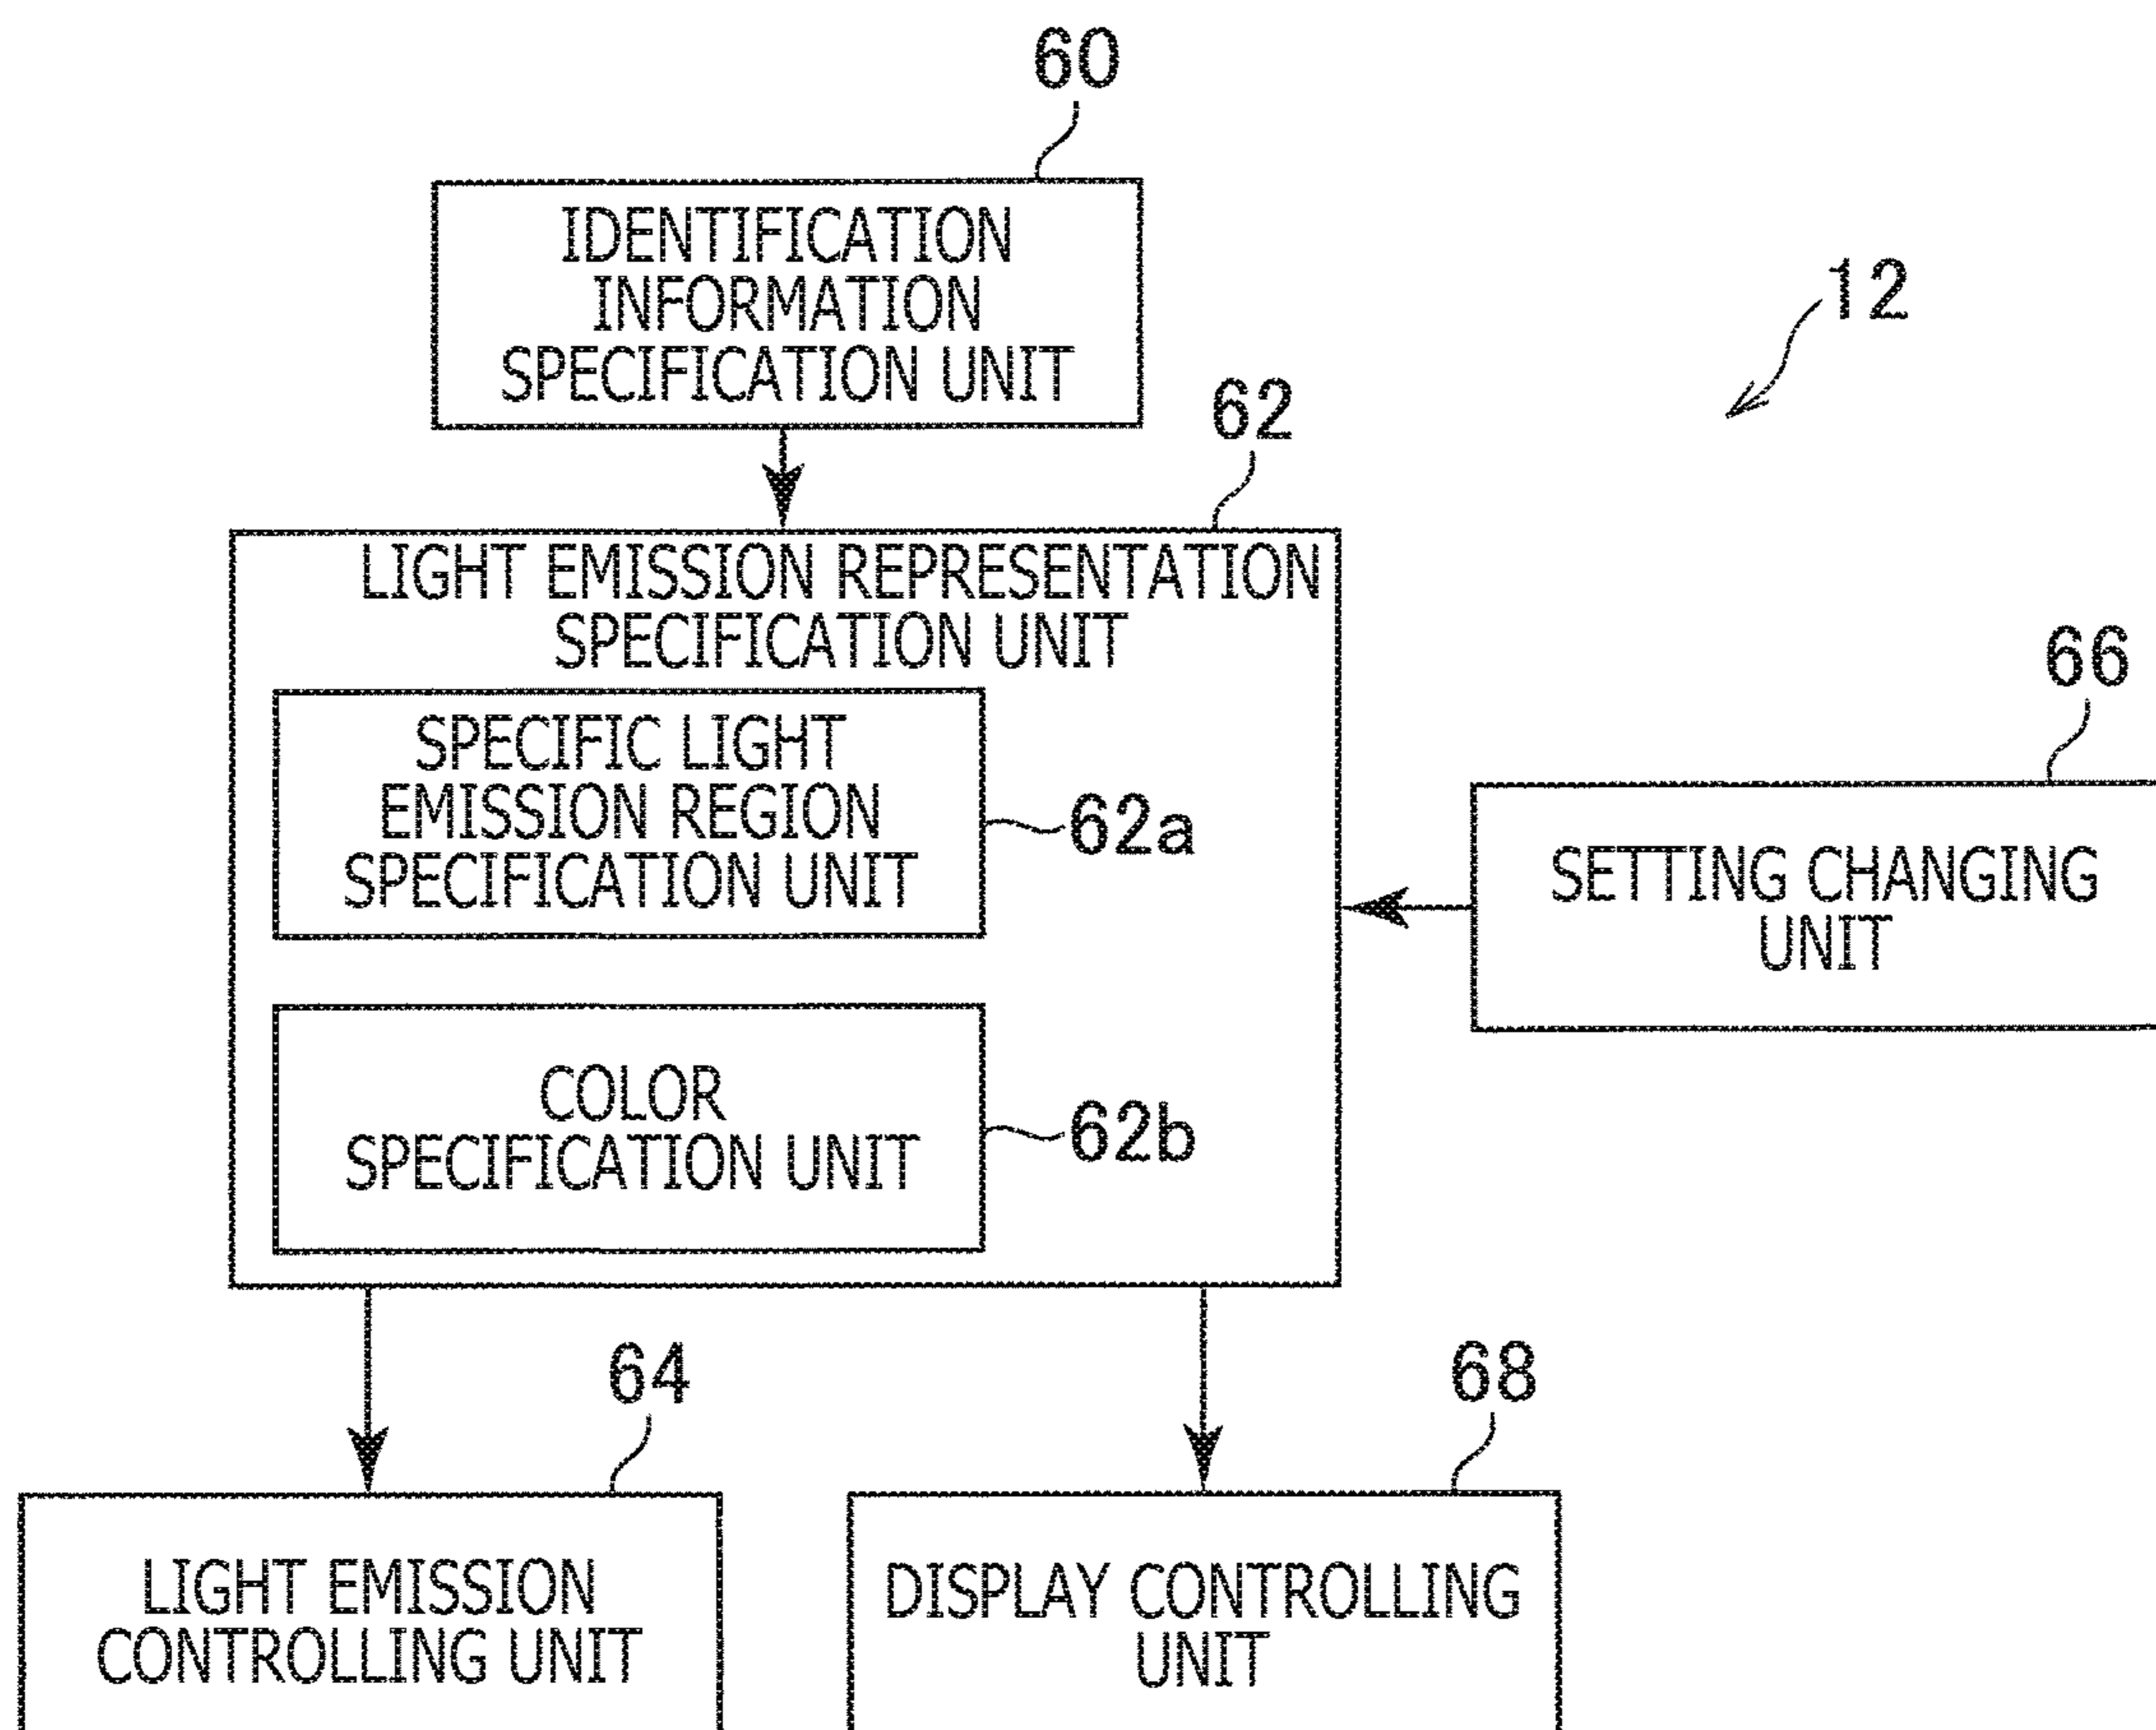 60
IDENTIFICATION
INFORMATION
SPECIFICATION UNIT
12
62
LIGHT EMISSION REPRESENTATION
SPECIFICATION UNIT
SPECIFIC LIGHT
EMISSION REGION
SPECIFICATION UNIT
62a
66
SETTING CHANGING
UNIT
COLOR
SPECIFICATION UNIT
62b
64
LIGHT EMISSION
CONTROLLING UNIT
68
DISPLAY CONTROLLING
UNIT